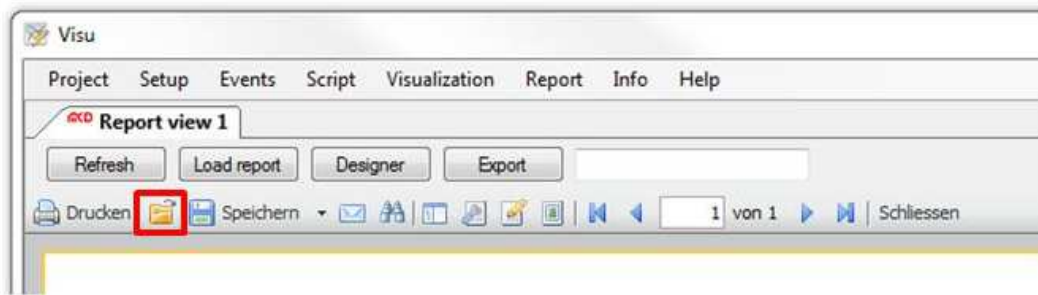 Visu
Project Setup Events Script Visualization Report Info Help
GCD Report view 1
Refresh Load report Designer Export
Drucken Speichern 1 von 1 Schliessen